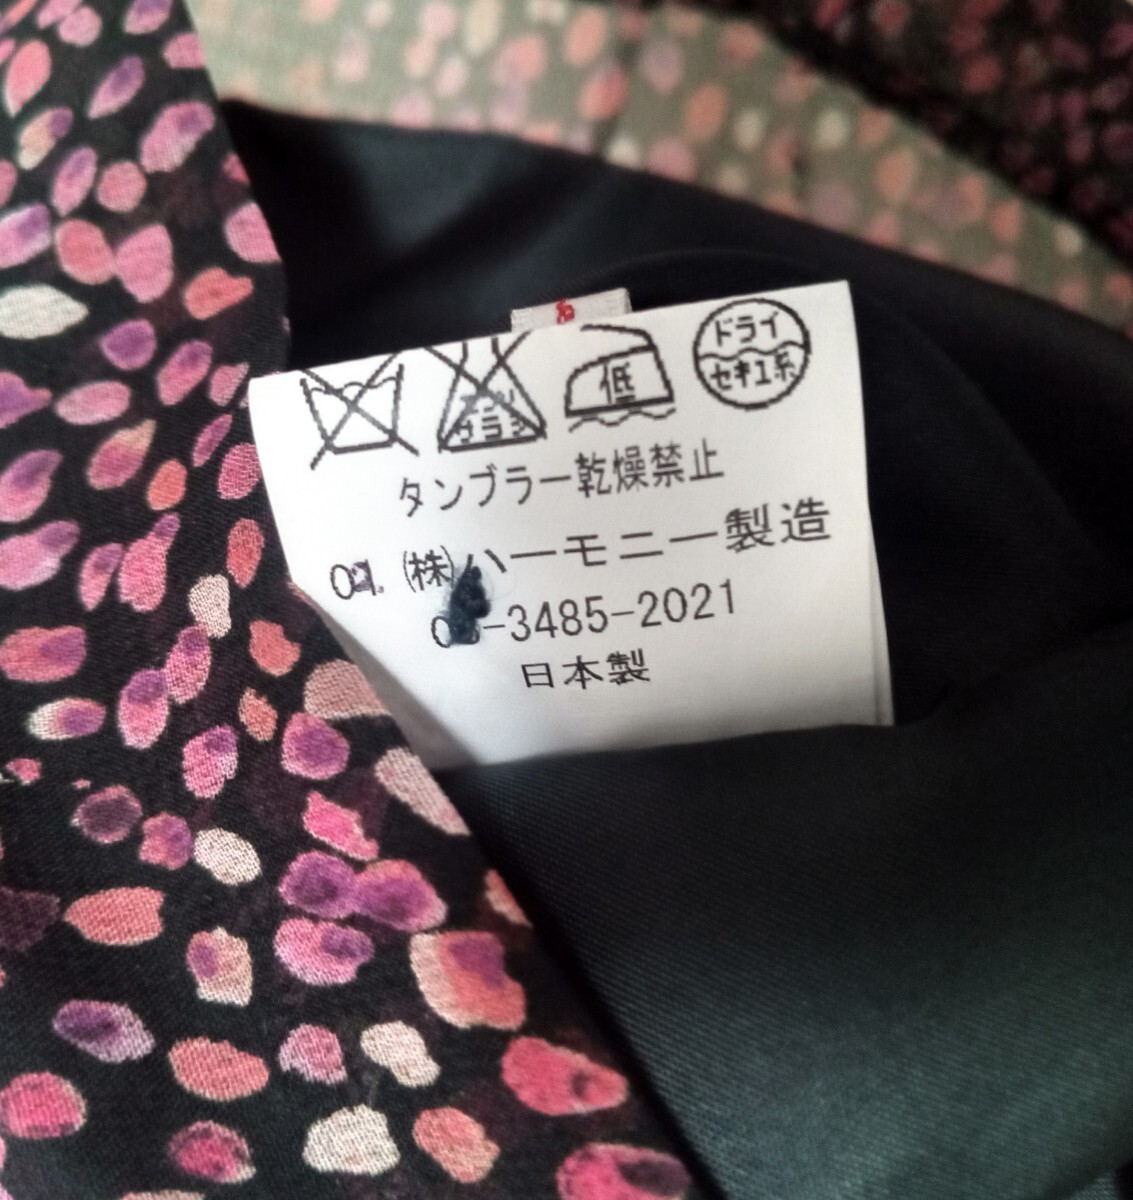 低
ドライ
セキユ系
タンブラー乾燥禁止
(株)ハーモニー製造
-3485-2021
日本製